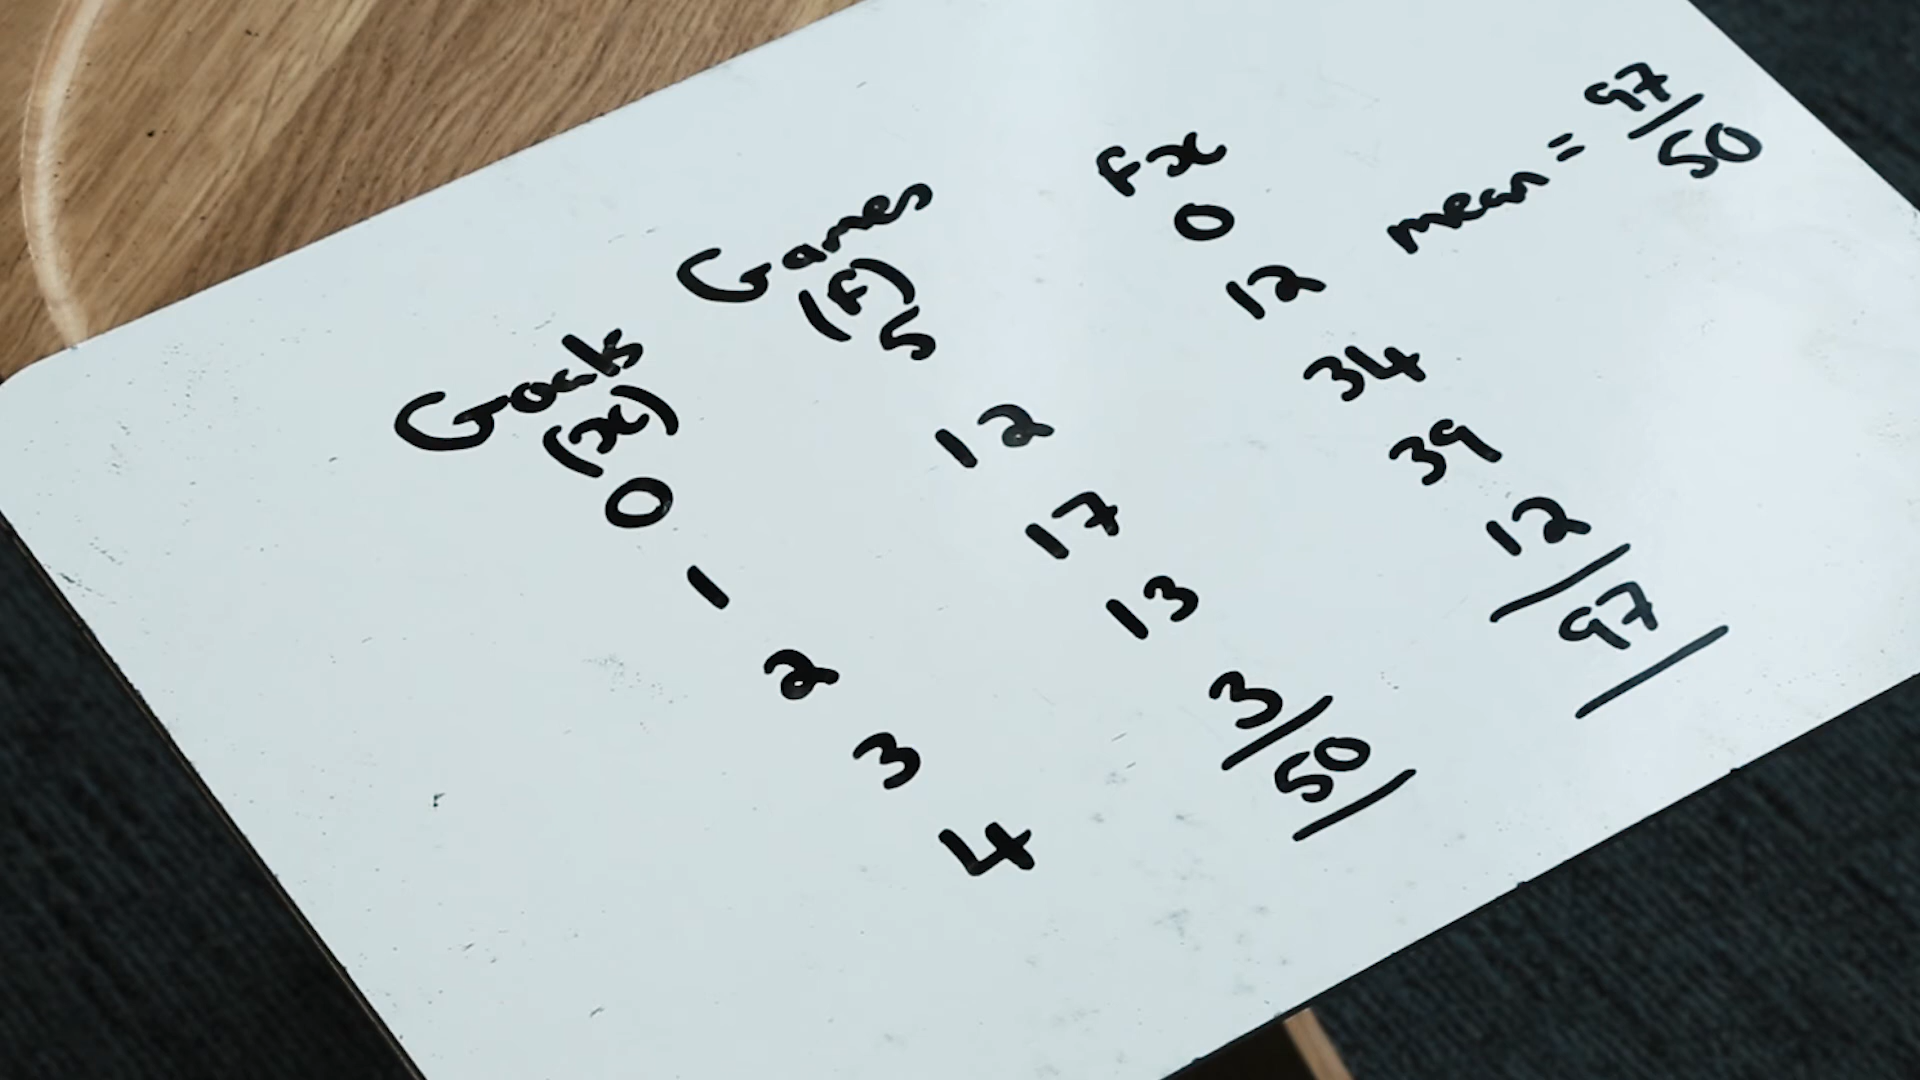 Goals Games fx mean = 97/50
(x) (f)
0 5 0
1 12 12
2 17 34
3 13 39
4 3 12
50 97